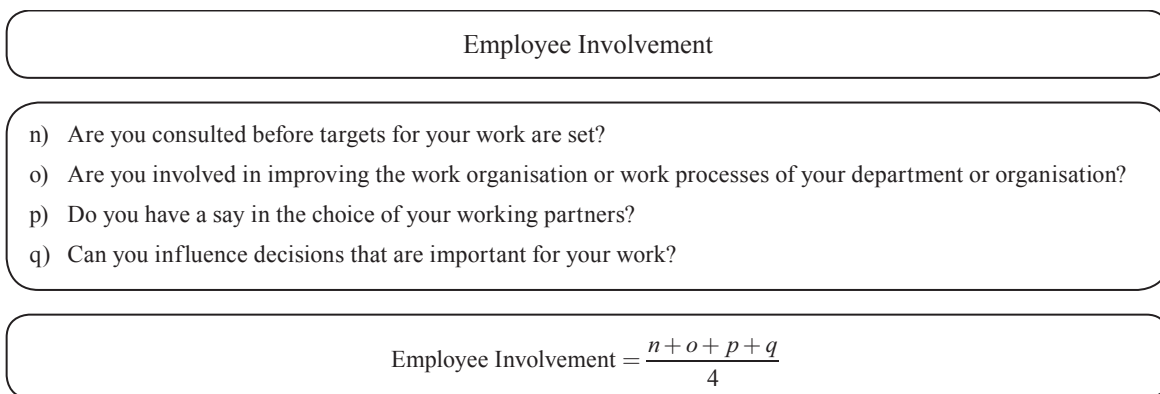 Employee Involvement
n) Are you consulted before targets for your work are set?
o) Are you involved in improving the work organisation or work processes of your department or organisation?
p) Do you have a say in the choice of your working partners?
q) Can you influence decisions that are important for your work?
Employee Involvement = \frac{n+o+p+q}{4}